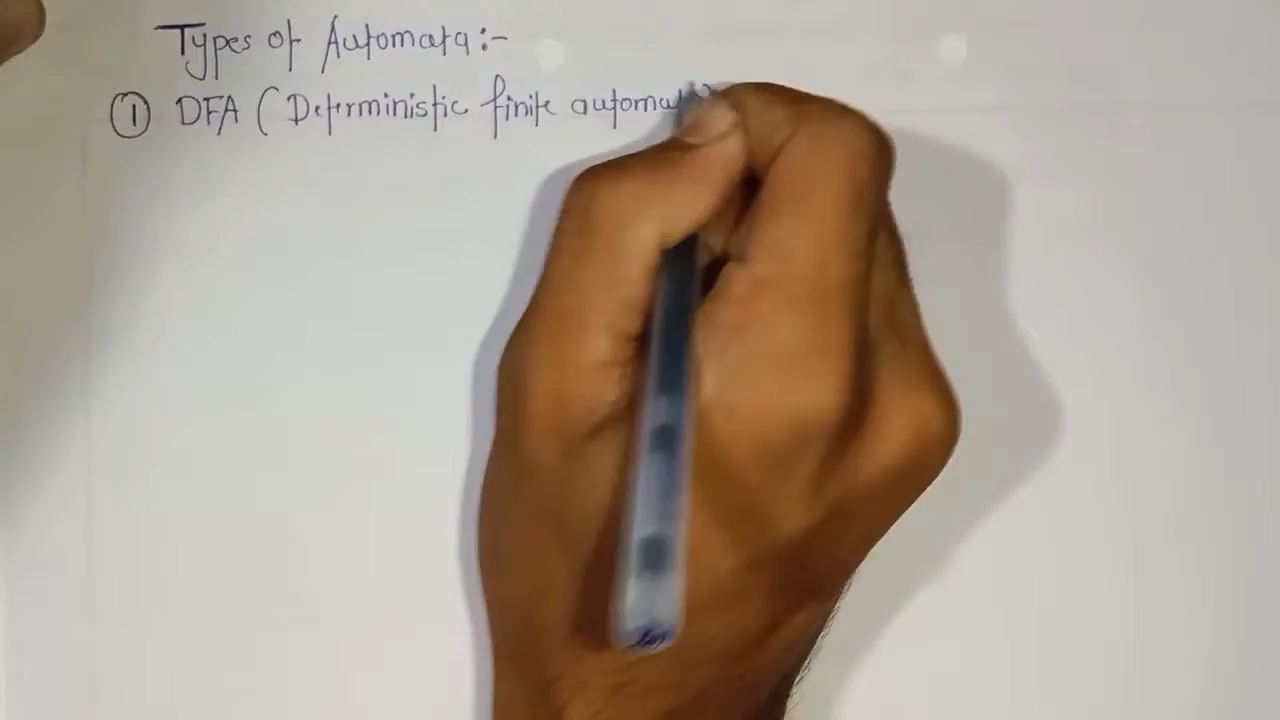 Types of Automata:-
① DFA ( Deterministic finite